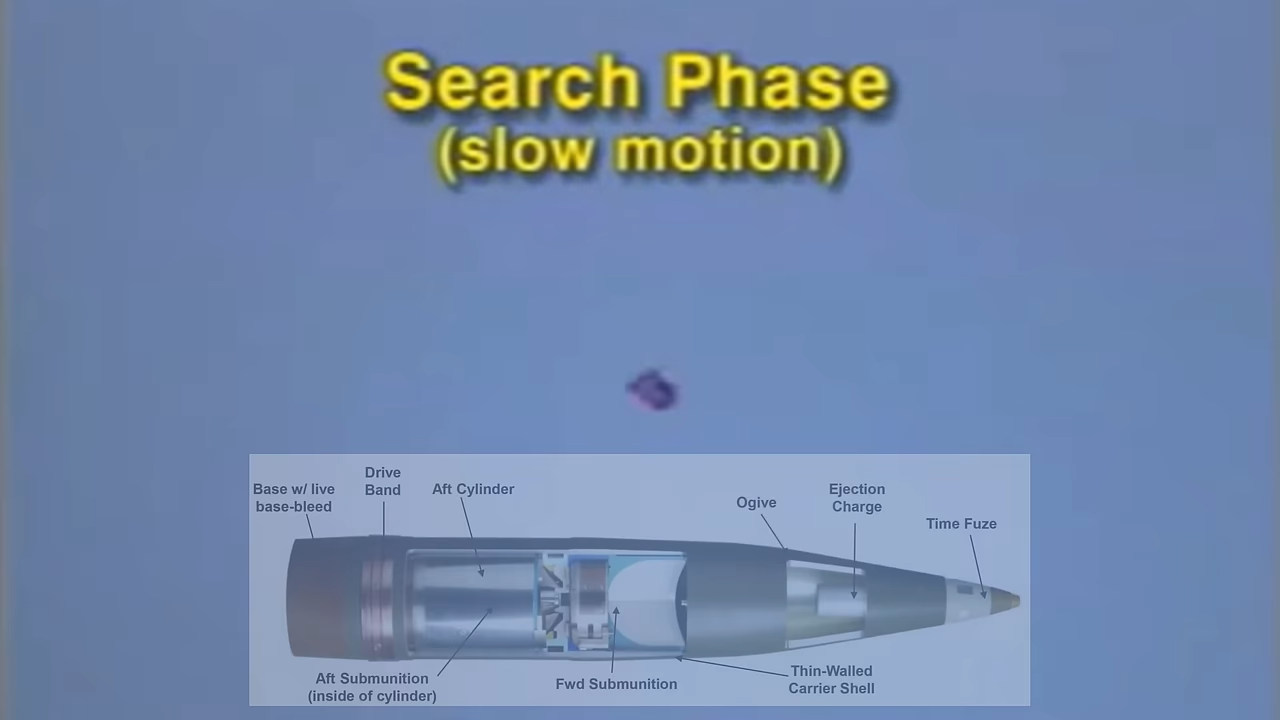 Search Phase
(slow motion)
Drive
Band
Base w/ live
base-bleed
Aft Cylinder
Ogive
Ejection
Charge
Time Fuze
Aft Submunition
(inside of cylinder)
Fwd Submunition
Thin-Walled
Carrier Shell